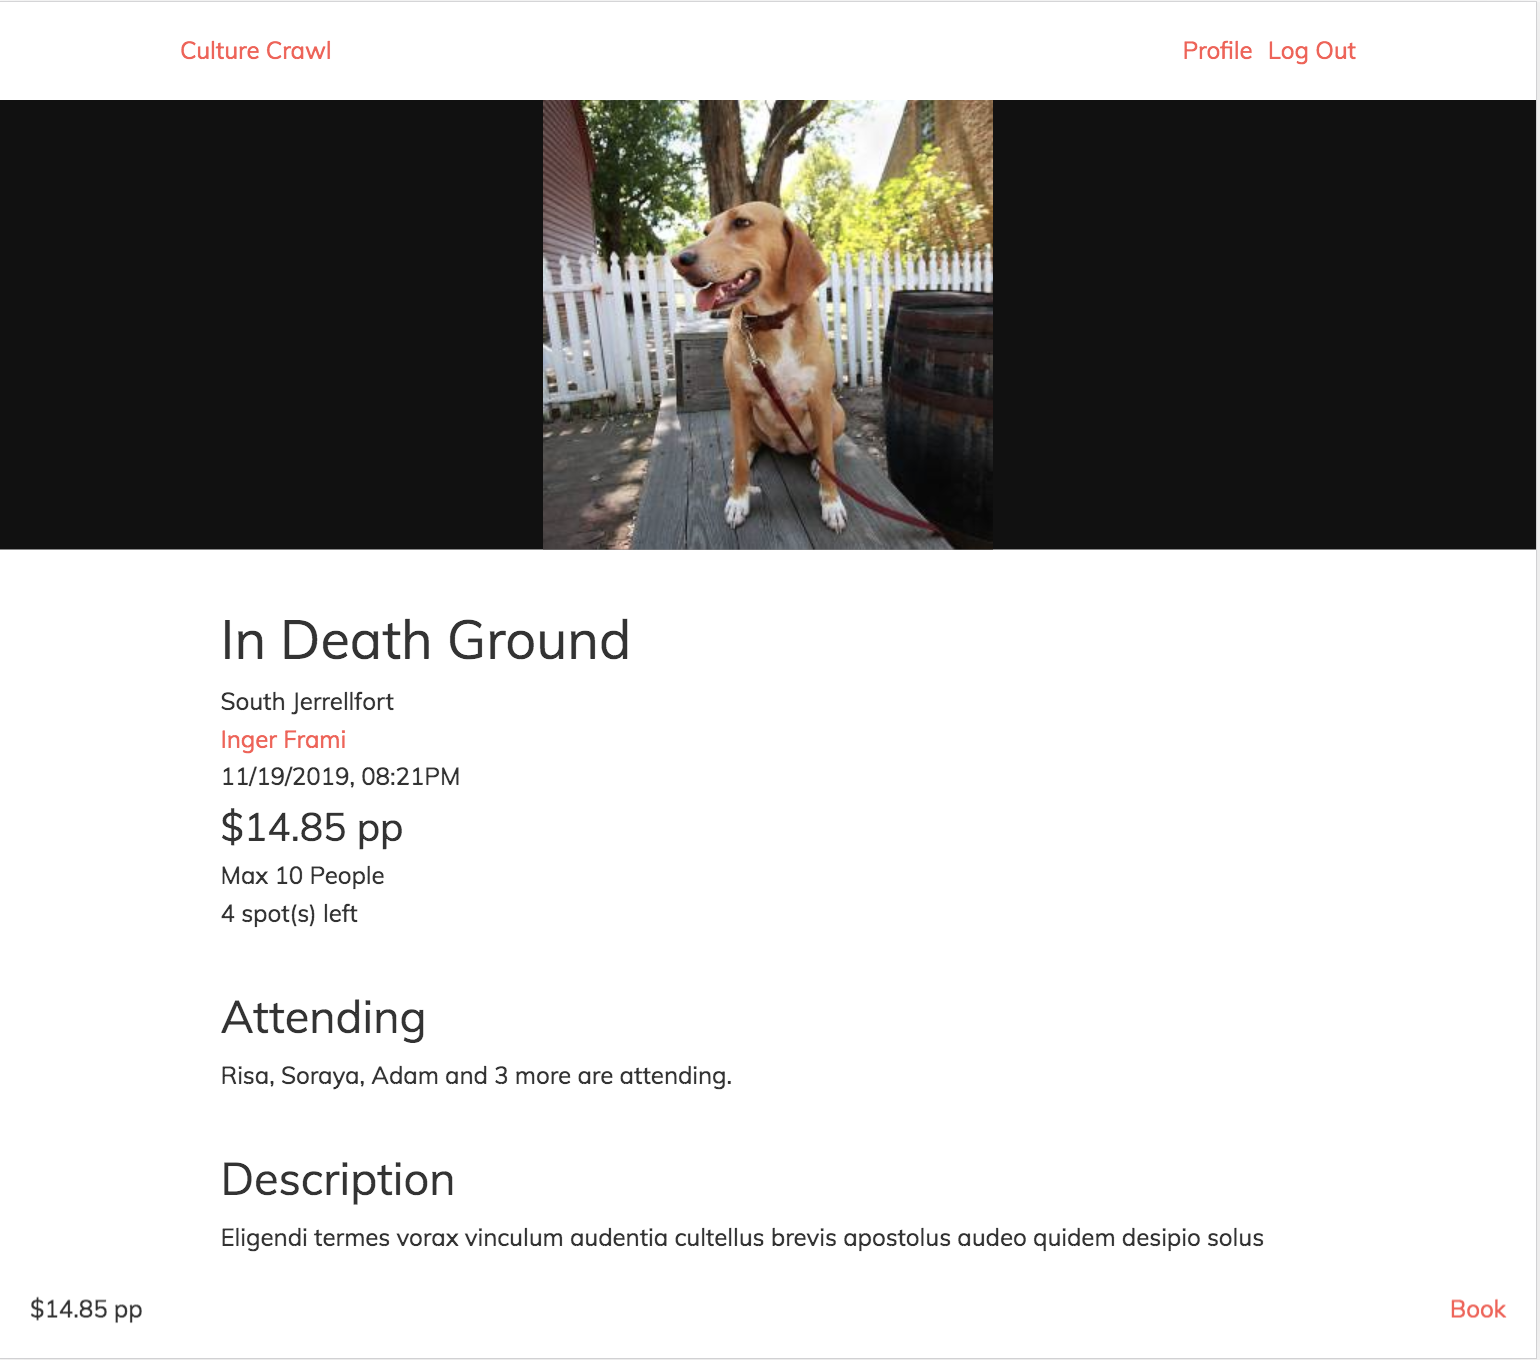 Culture Crawl
Profile Log Out
In Death Ground
South Jerrellfort
Inger Frami
11/19/2019, 08:21PM
$14.85 pp
Max 10 People
4 spot(s) left
Attending
Risa, Soraya, Adam and 3 more are attending.
Description
Eligendi termes vorax vinculum audentia cultellus brevis apostolus audeo quidem desipio solus
$14.85 pp
Book